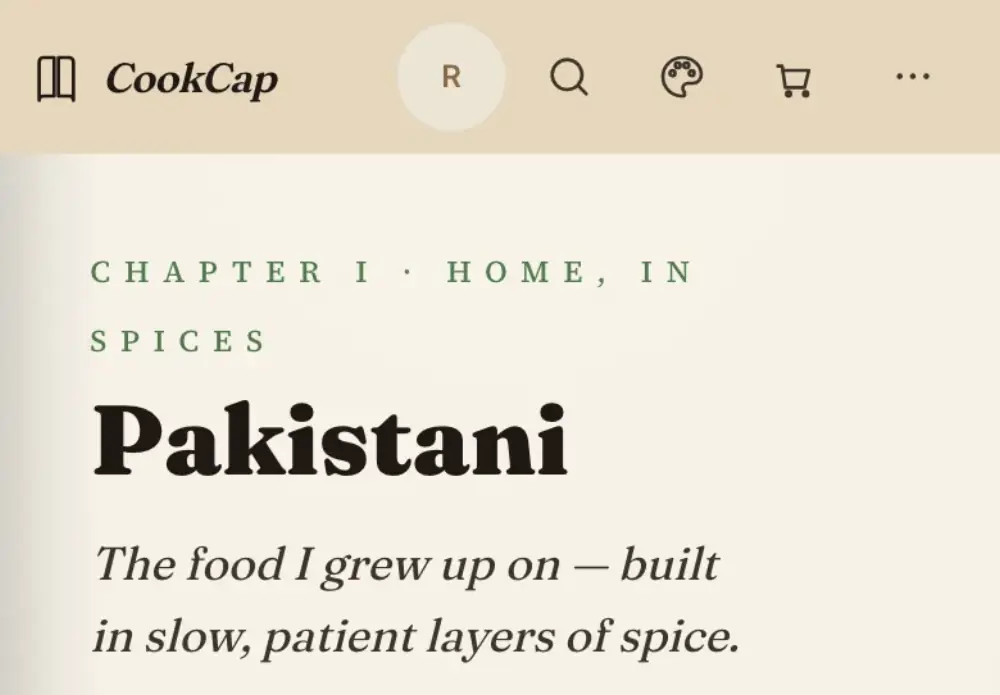 CookCap
R
CHAPTER I · HOME, IN
SPICES
Pakistani
The food I grew up on — built
in slow, patient layers of spice.